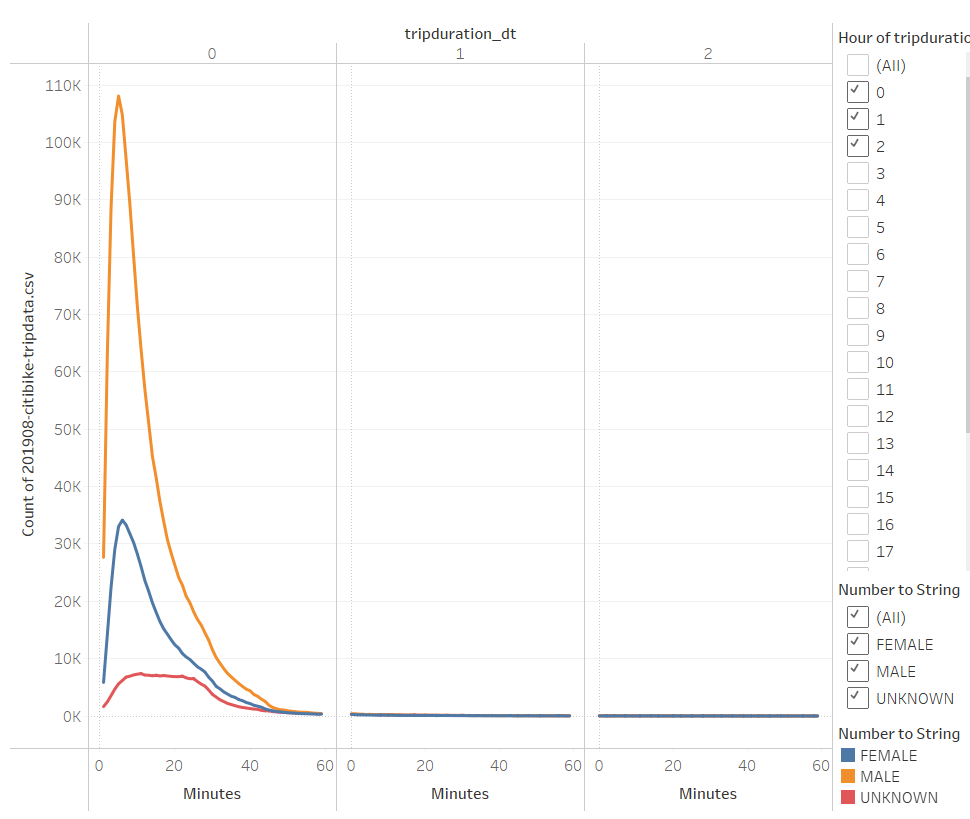 tripduration_dt
0 1 2
Count of 201908-citibike-tripdata.csv
110K
100K
90K
80K
70K
60K
50K
40K
30K
20K
10K
0K
0 20 40 60 0 20 40 60 0 20 40 60
Minutes Minutes Minutes
Hour of tripduratio
(All)
0
1
2
3
4
5
6
7
8
9
10
11
12
13
14
15
16
17
Number to String
(All)
FEMALE
MALE
UNKNOWN
Number to String
FEMALE
MALE
UNKNOWN